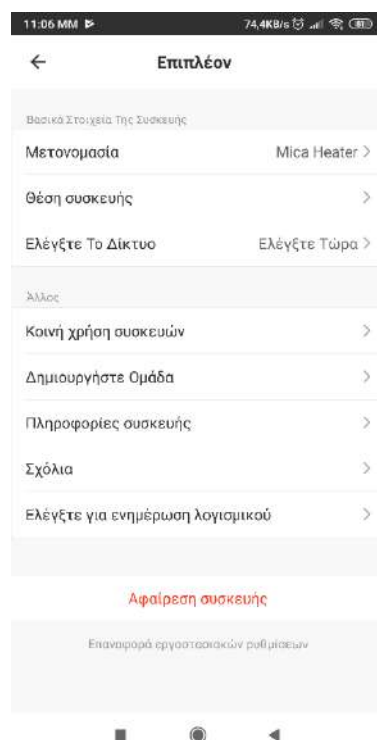 11:06 ΜΜ 74,4KB/s
Επιπλέον
Βασικά Στοιχεία Της Συσκευής
Μετονομασία Mica Heater >
Θέση συσκευής >
Ελέγξτε Το Δίκτυο Ελέγξτε Τώρα >
Άλλος
Κοινή χρήση συσκευών >
Δημιουργήστε Ομάδα >
Πληροφορίες συσκευής >
Σχόλια >
Ελέγξτε για ενημέρωση λογισμικού >
Αφαίρεση συσκευής
Επαναφορά εργοστασιακών ρυθμίσεων